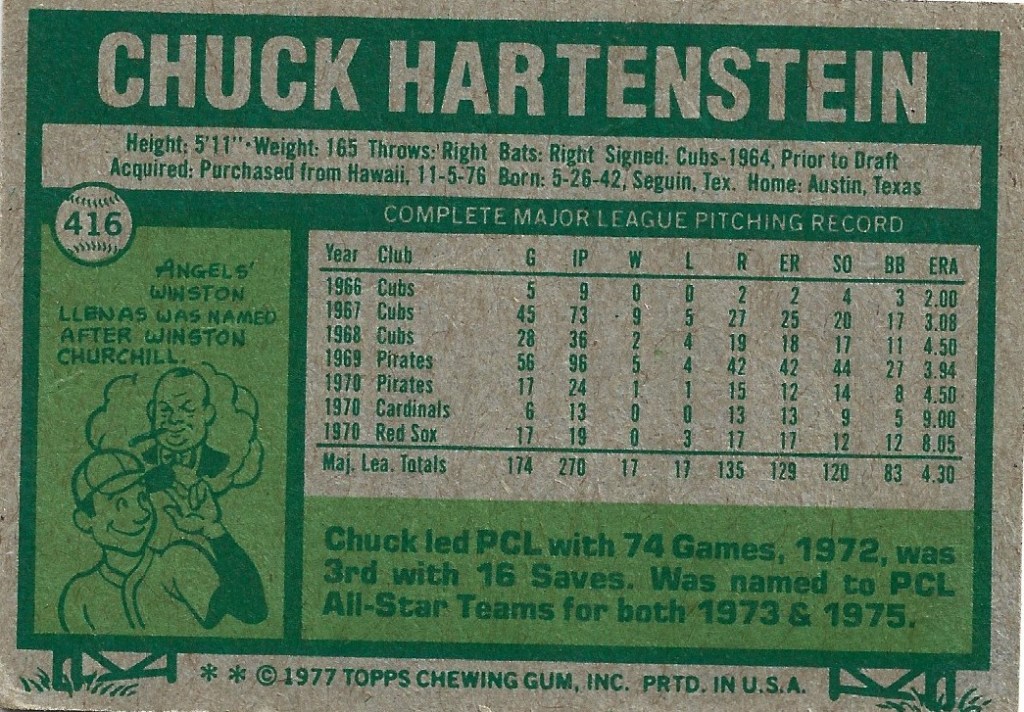 CHUCK HARTENSTEIN
Height: 5'11"·Weight: 165 Throws: Right Bats: Right Signed: Cubs-1964, Prior to Draft
Acquired: Purchased from Hawaii, 11-5-76 Born: 5-26-42, Seguin, Tex. Home: Austin, Texas
416
COMPLETE MAJOR LEAGUE PITCHING RECORD
ANGELS'
WINSTON
LLENAS WAS NAMED
AFTER WINSTON
CHURCHILL.
Year Club G IP W L R ER SO BB ERA
1966 Cubs 5 9 0 0 2 2 4 3 2.00
1967 Cubs 45 73 9 5 27 25 20 17 3.08
1968 Cubs 28 36 2 4 19 18 17 11 4.50
1969 Pirates 56 96 5 4 42 42 44 27 3.94
1970 Pirates 17 24 1 1 15 12 14 8 4.50
1970 Cardinals 6 13 0 0 13 13 9 5 9.00
1970 Red Sox 17 19 0 3 17 17 12 12 8.05
Maj. Lea. Totals 174 270 17 17 135 129 120 83 4.30
Chuck led PCL with 74 Games, 1972, was
3rd with 16 Saves. Was named to PCL
All-Star Teams for both 1973 & 1975.
* * © 1977 TOPPS CHEWING GUM, INC. PRTD. IN U.S.A.